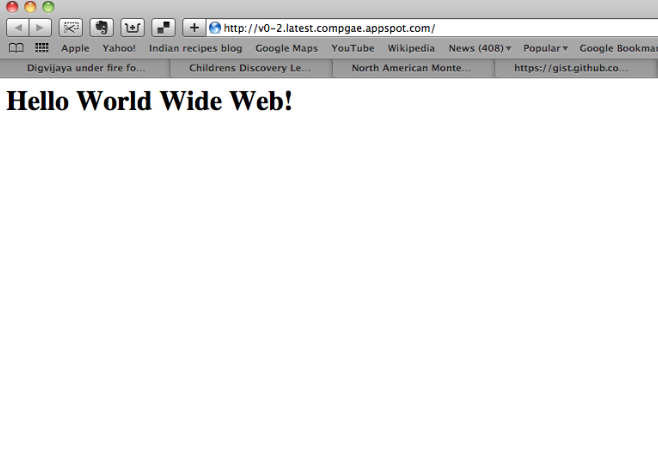 http://v0-2.latest.compgae.appspot.com/
Apple Yahoo! Indian recipes blog Google Maps YouTube Wikipedia News (408) Popular Google Bookmar
Digvijaya under fire fo... Childrens Discovery Le... North American Monte... https://gist.github.co...
Hello World Wide Web!